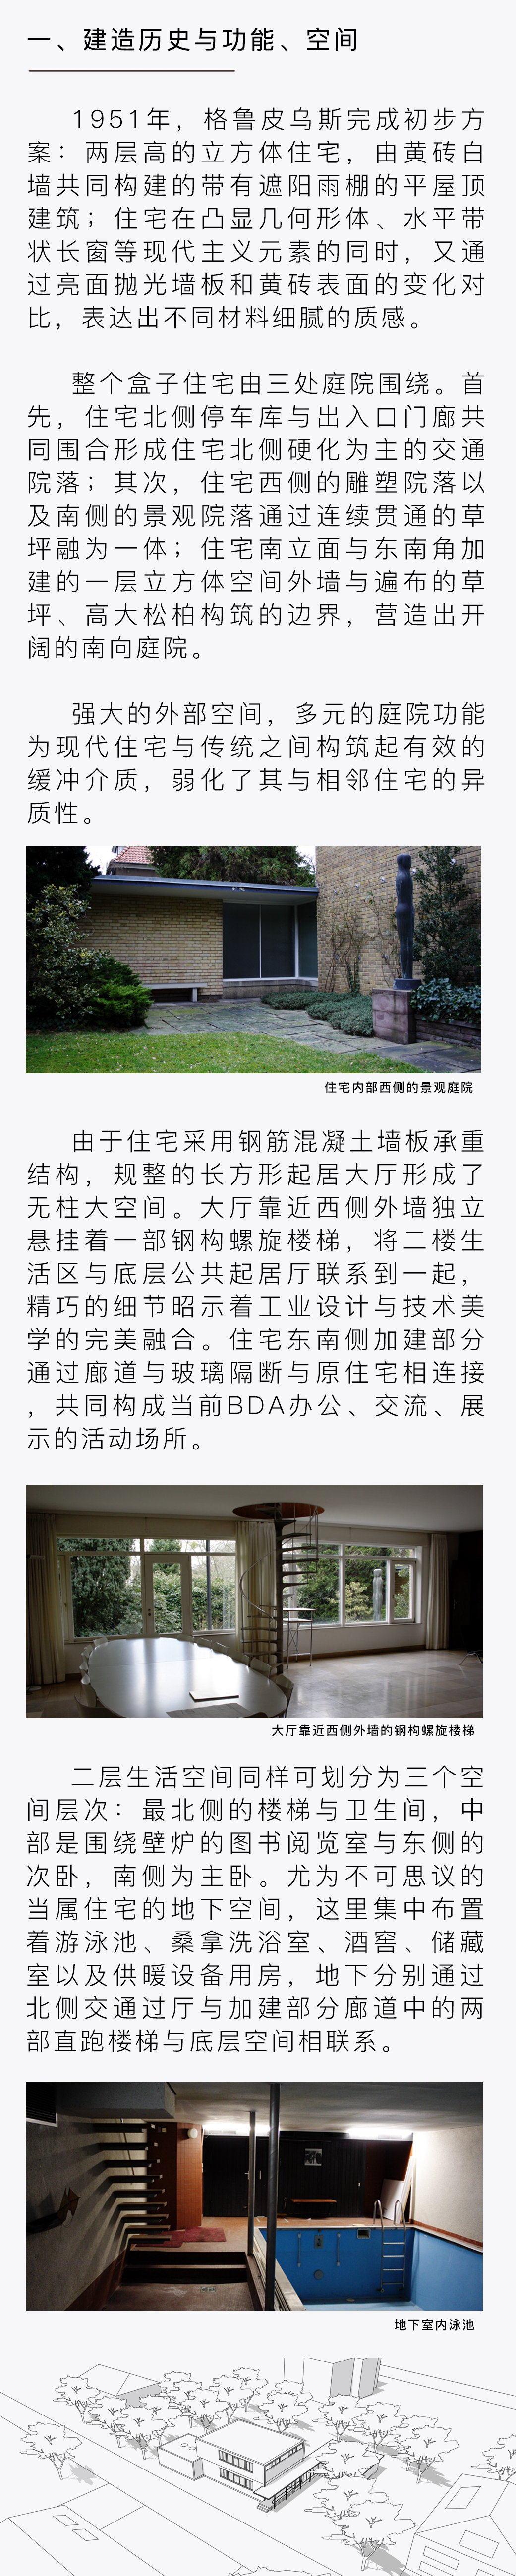 一、建造历史与功能、空间
1951年，格鲁皮乌斯完成初步方
案：两层高的立方体住宅，由黄砖白
墙共同构建的带有遮阳雨棚的平屋顶
建筑；住宅在凸显几何形体、水平带
状长窗等现代主义元素的同时，又通
过亮面抛光墙板和黄砖表面的变化对
比，表达出不同材料细腻的质感。
整个盒子住宅由三处庭院围绕。首
先，住宅北侧停车库与出入口门廊共
同围合形成住宅北侧硬化为主的交通
院落；其次，住宅西侧的雕塑院落以
及南侧的景观院落通过连续贯通的草
坪融为一体；住宅南立面与东南角加
建的一层立方体空间外墙与遍布的草
坪、高大松柏构筑的边界，营造出开
阔的南向庭院。
强大的外部空间，多元的庭院功能
为现代住宅与传统之间构筑起有效的
缓冲介质，弱化了其与相邻住宅的异
质性。
住宅内部西侧的景观庭院
由于住宅采用钢筋混凝土墙板承重
结构，规整的长方形起居大厅形成了
无柱大空间。大厅靠近西侧外墙独立
悬挂着一部钢构螺旋楼梯，将二楼生
活区与底层公共起居厅联系到一起，
精巧的细节昭示着工业设计与技术美
学的完美融合。住宅东南侧加建部分
通过廊道与玻璃隔断与原住宅相连接
，共同构成当前BDA办公、交流、展
示的活动场所。
大厅靠近西侧外墙的钢构螺旋楼梯
二层生活空间同样可划分为三个空
间层次：最北侧的楼梯与卫生间，中
部是围绕壁炉的图书阅览室与东侧的
次卧，南侧为主卧。尤为不可思议的
当属住宅的地下空间，这里集中布置
着游泳池、桑拿洗浴室、酒窖、储藏
室以及供暖设备用房，地下分别通过
北侧交通过厅与加建部分廊道中的两
部直跑楼梯与底层空间相联系。
地下室内泳池